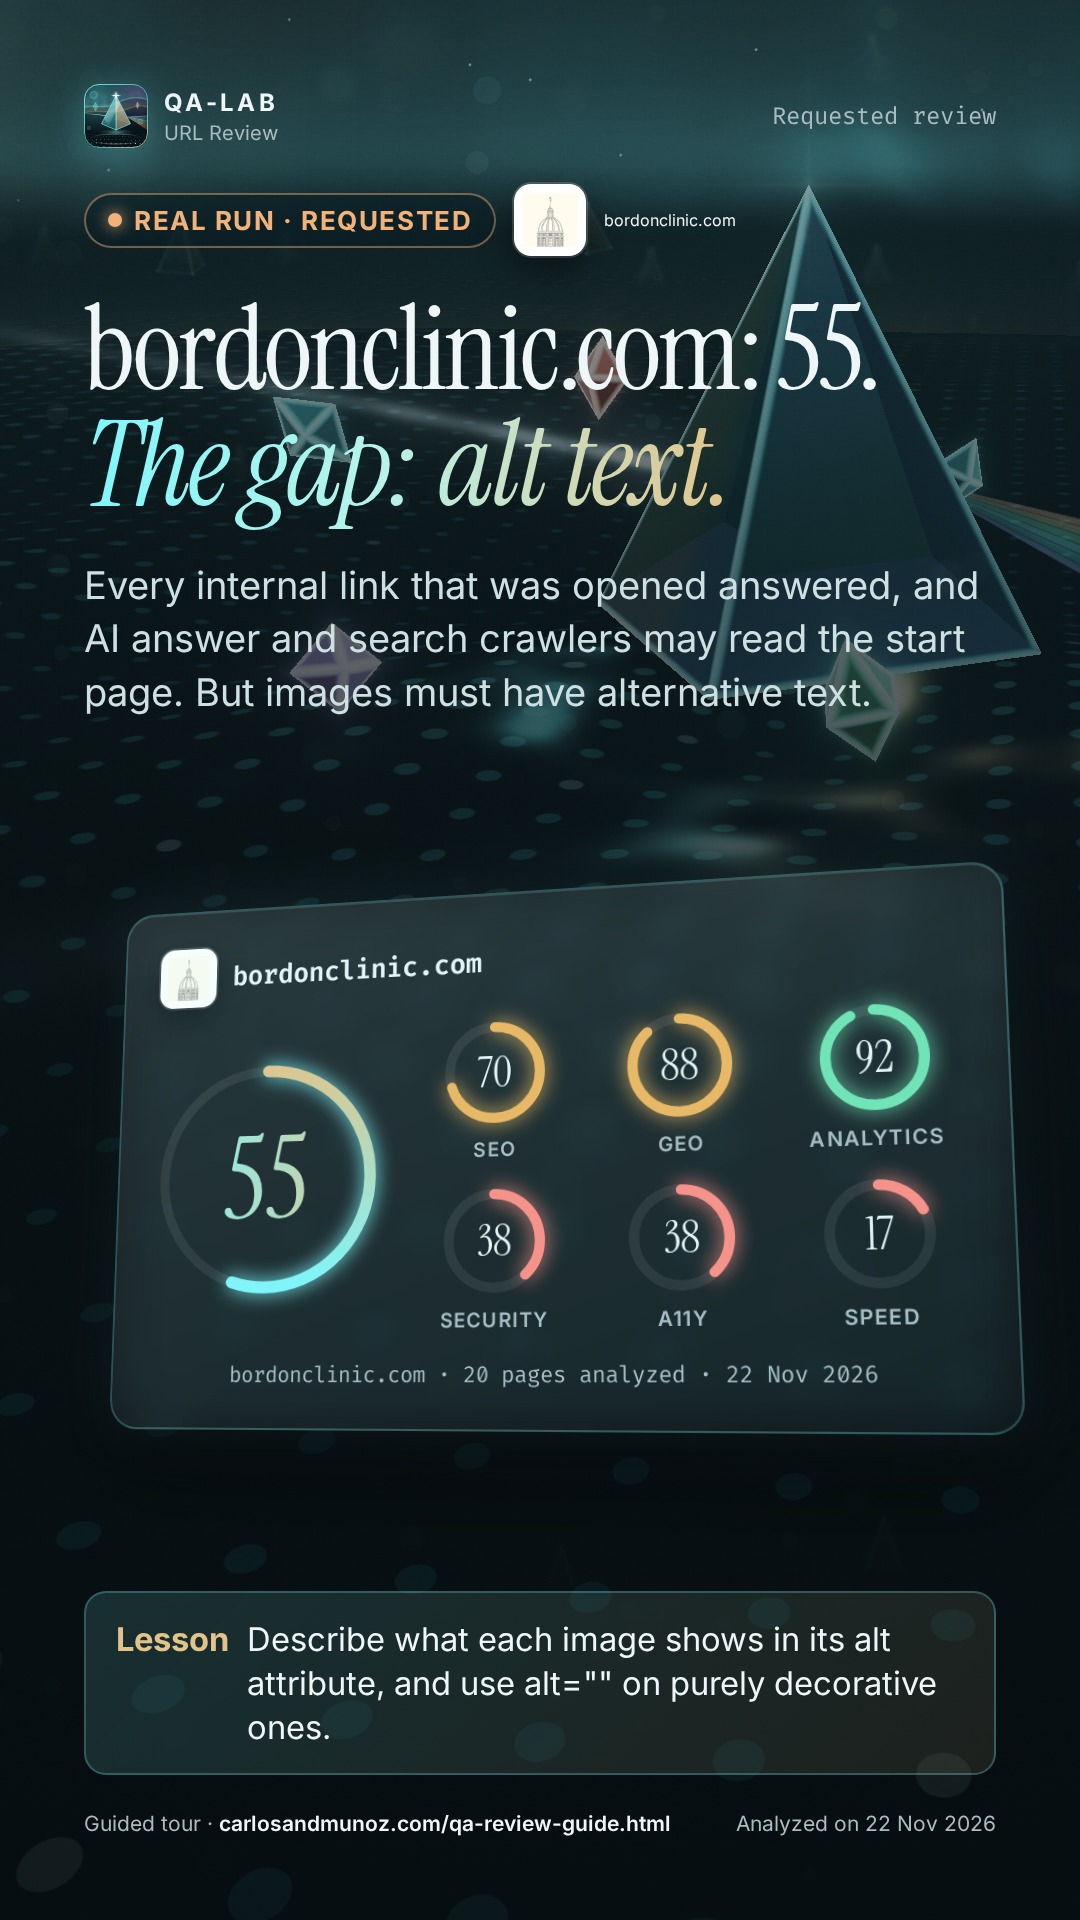 QA-LAB
URL Review
Requested review
REAL RUN · REQUESTED
bordonclinic.com
bordonclinic.com: 55.
The gap: alt text.
Every internal link that was opened answered, and
AI answer and search crawlers may read the start
page. But images must have alternative text.
bordonclinic.com
55
70
SEO
88
GEO
92
ANALYTICS
38
SECURITY
38
A11Y
17
SPEED
bordonclinic.com · 20 pages analyzed · 22 Nov 2026
Lesson Describe what each image shows in its alt
attribute, and use alt="" on purely decorative
ones.
Guided tour · carlosandmunoz.com/qa-review-guide.html
Analyzed on 22 Nov 2026